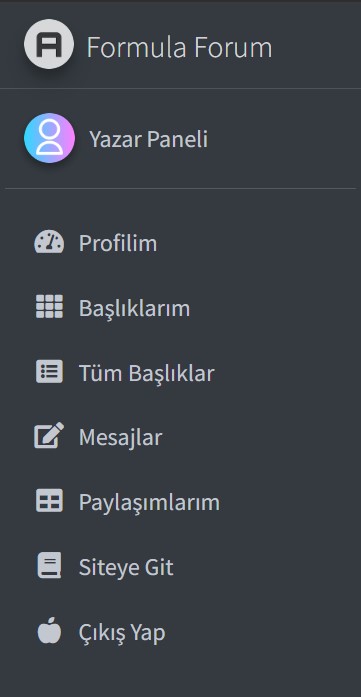 Formula Forum
Yazar Paneli
Profilim
Başlıklarım
Tüm Başlıklar
Mesajlar
Paylaşımlarım
Siteye Git
Çıkış Yap